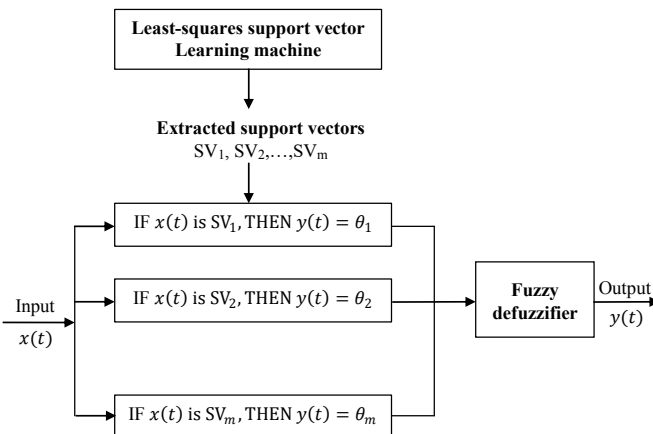 Least-squares support vector
Learning machine
Extracted support vectors
SV₁, SV₂,…,SVₘ
IF x(t) is SV₁, THEN y(t) = θ₁
IF x(t) is SV₂, THEN y(t) = θ₂
Input
x(t)
Fuzzy
defuzzifier
Output
y(t)
IF x(t) is SVₘ, THEN y(t) = θₘ